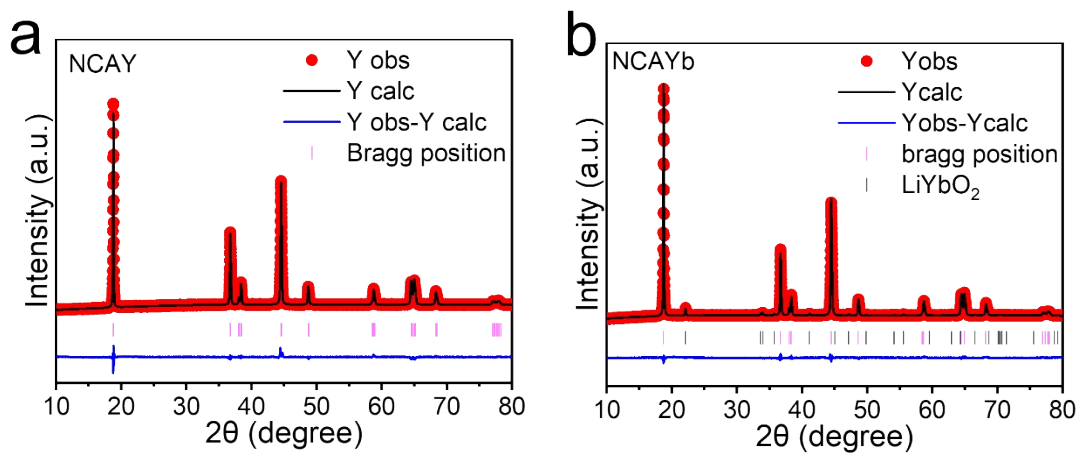 a
NCAY
Y obs
Y calc
Y obs-Y calc
Bragg position
Intensity (a.u.)
10 20 30 40 50 60 70 80
2θ (degree)
b
NCAYb
Yobs
Ycalc
Yobs-Ycalc
bragg position
LiYbO₂
Intensity (a.u.)
10 20 30 40 50 60 70 80
2θ (degree)